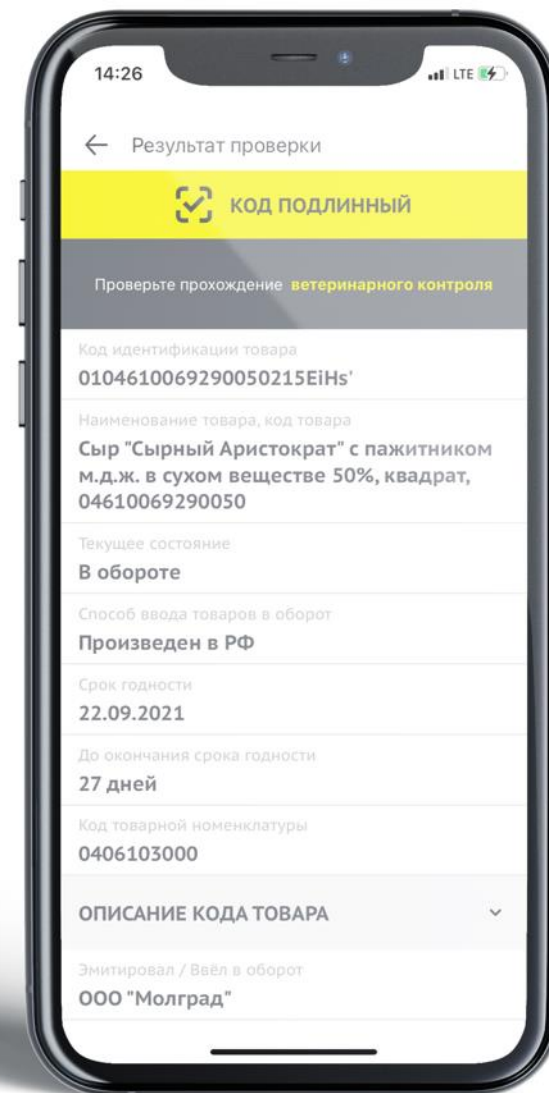 14:26
LTE
Результат проверки
КОД ПОДЛИННЫЙ
Проверьте прохождение ветеринарного контроля
Код идентификации товара
0104610069290050215EiHs'
Наименование товара, код товара
Сыр "Сырный Аристократ" с пажитником
м.д.ж. в сухом веществе 50%, квадрат,
04610069290050
Текущее состояние
В обороте
Способ ввода товаров в оборот
Произведен в РФ
Срок годности
22.09.2021
До окончания срока годности
27 дней
Код товарной номенклатуры
0406103000
ОПИСАНИЕ КОДА ТОВАРА
Эмитировал / Ввёл в оборот
ООО "Молград"